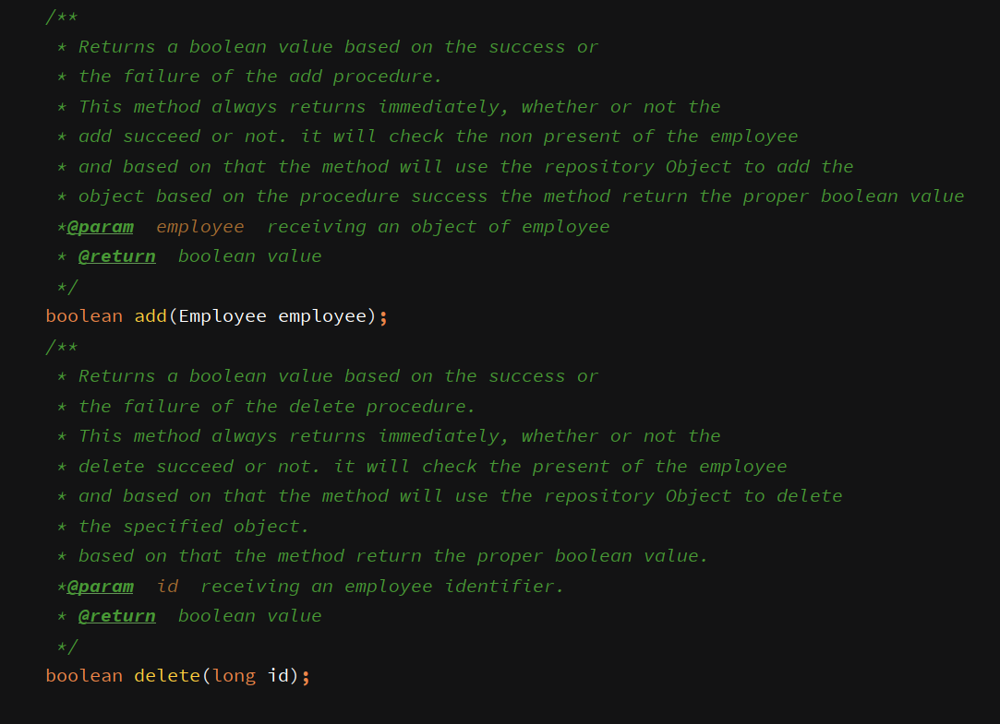 /**
* Returns a boolean value based on the success or
* the failure of the add procedure.
* This method always returns immediately, whether or not the
* add succeed or not. it will check the non present of the employee
* and based on that the method will use the repository Object to add the
* object based on the procedure success the method return the proper boolean value
*@param  employee  receiving an object of employee
* @return  boolean value
*/
boolean add(Employee employee);
/**
* Returns a boolean value based on the success or
* the failure of the delete procedure.
* This method always returns immediately, whether or not the
* delete succeed or not. it will check the present of the employee
* and based on that the method will use the repository Object to delete
* the specified object.
* based on that the method return the proper boolean value.
*@param  id  receiving an employee identifier.
* @return  boolean value
*/
boolean delete(long id);